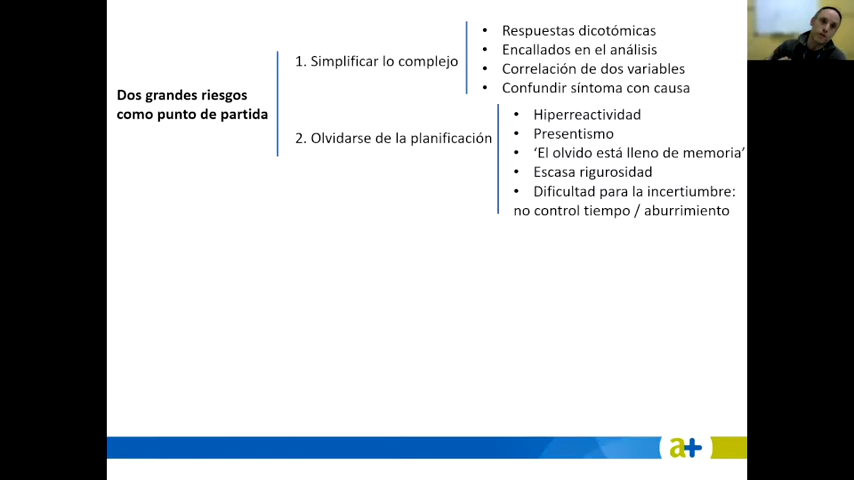 Dos grandes riesgos
como punto de partida
1. Simplificar lo complejo
• Respuestas dicotómicas
• Encallados en el análisis
• Correlación de dos variables
• Confundir síntoma con causa
2. Olvidarse de la planificación
• Hiperreactividad
• Presentismo
• ‘El olvido está lleno de memoria’
• Escasa rigurosidad
• Dificultad para la incertiumbre:
no control tiempo / aburrimiento
a+